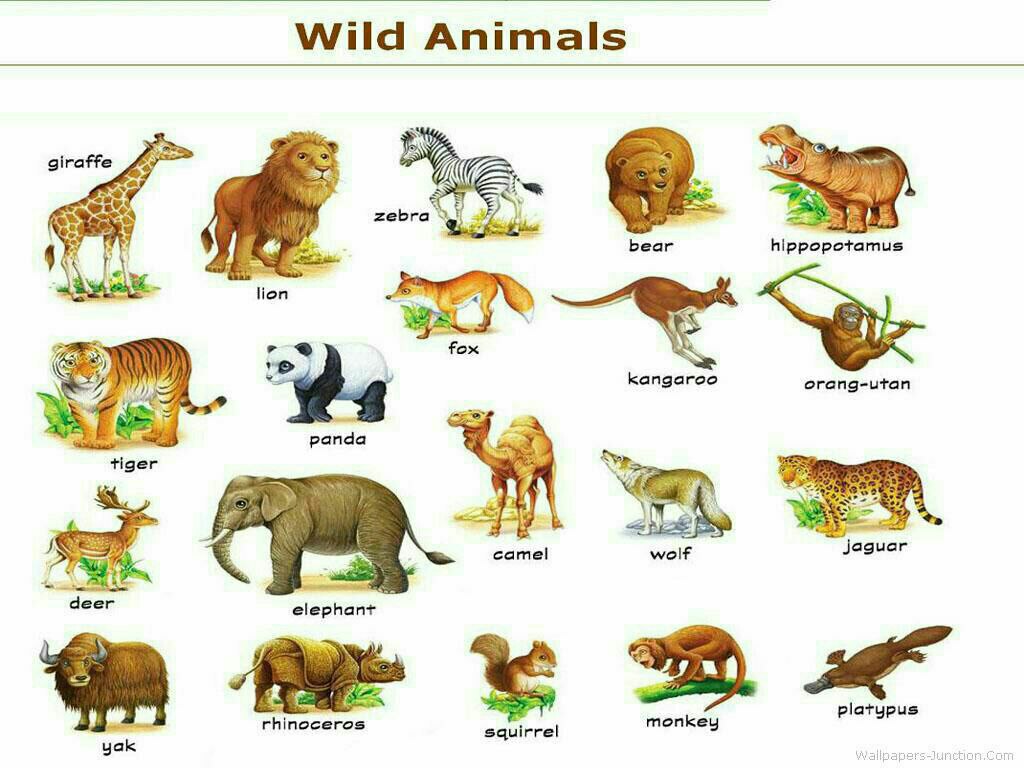 Wild Animals
giraffe
lion
zebra
bear
hippopotamus
fox
kangaroo
orang-utan
tiger
panda
camel
wolf
jaguar
deer
elephant
yak
rhinoceros
squirrel
monkey
platypus
Wallpapers-Junction.Com